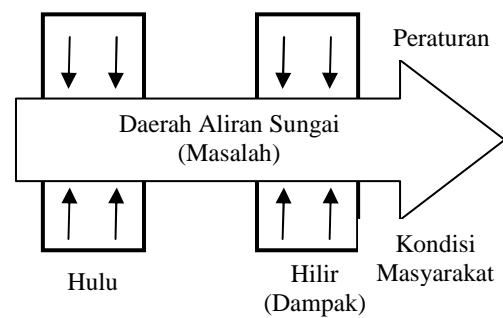 Peraturan
Daerah Aliran Sungai
(Masalah)
Hulu
Hilir
(Dampak)
Kondisi
Masyarakat